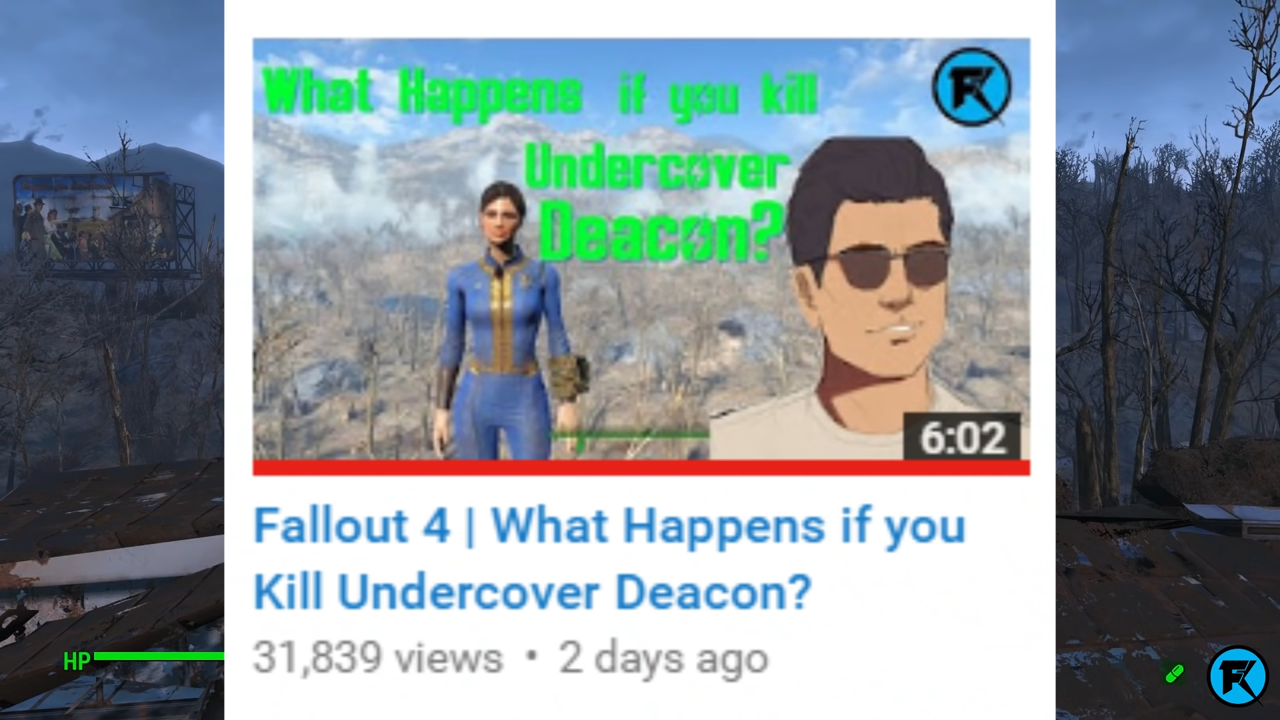 What Happens if you kill
Undercover
Deacon?
6:02
Fallout 4 | What Happens if you
Kill Undercover Deacon?
31,839 views • 2 days ago
HP